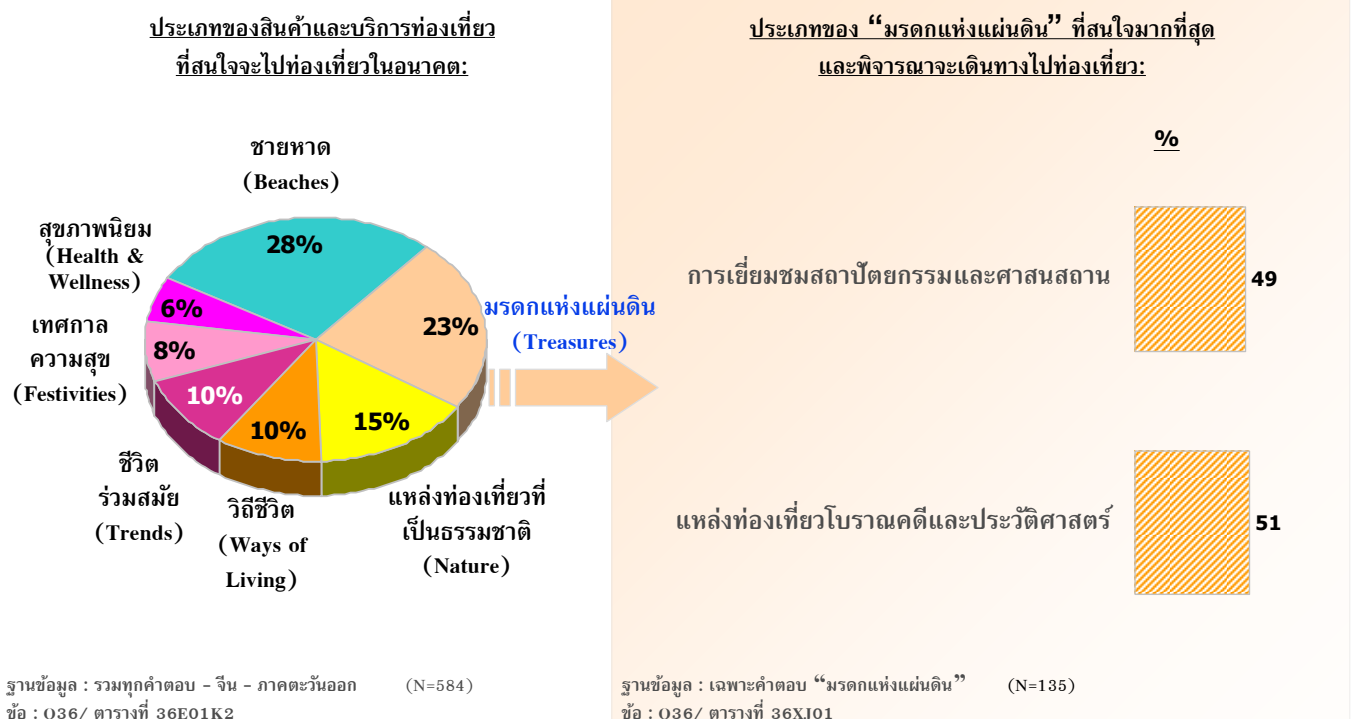 ประเภทของสินค้าและบริการท่องเที่ยว
ที่สนใจจะไปท่องเที่ยวในอนาคต:
ชายหาด
(Beaches)
สุขภาพนิยม
(Health &
Wellness)
28%
6%
23%
มรดกแห่งแผ่นดิน
(Treasures)
เทศกาล
ความสุข
(Festivities)
8%
10%
10%
15%
ชีวิต
ร่วมสมัย
(Trends)
วิถีชีวิต
(Ways of
Living)
แหล่งท่องเที่ยวที่
เป็นธรรมชาติ
(Nature)
ฐานข้อมูล : รวมทุกคำตอบ - จีน - ภาคตะวันออก (N=584)
ข้อ : Q36/ ตารางที่ 36E01K2
ประเภทของ “มรดกแห่งแผ่นดิน” ที่สนใจมากที่สุด
และพิจารณาจะเดินทางไปท่องเที่ยว:
%
การเยี่ยมชมสถาปัตยกรรมและศาสนสถาน 49
แหล่งท่องเที่ยวโบราณคดีและประวัติศาสตร์ 51
ฐานข้อมูล : เฉพาะคำตอบ “มรดกแห่งแผ่นดิน” (N=135)
ข้อ : Q36/ ตารางที่ 36XJ01